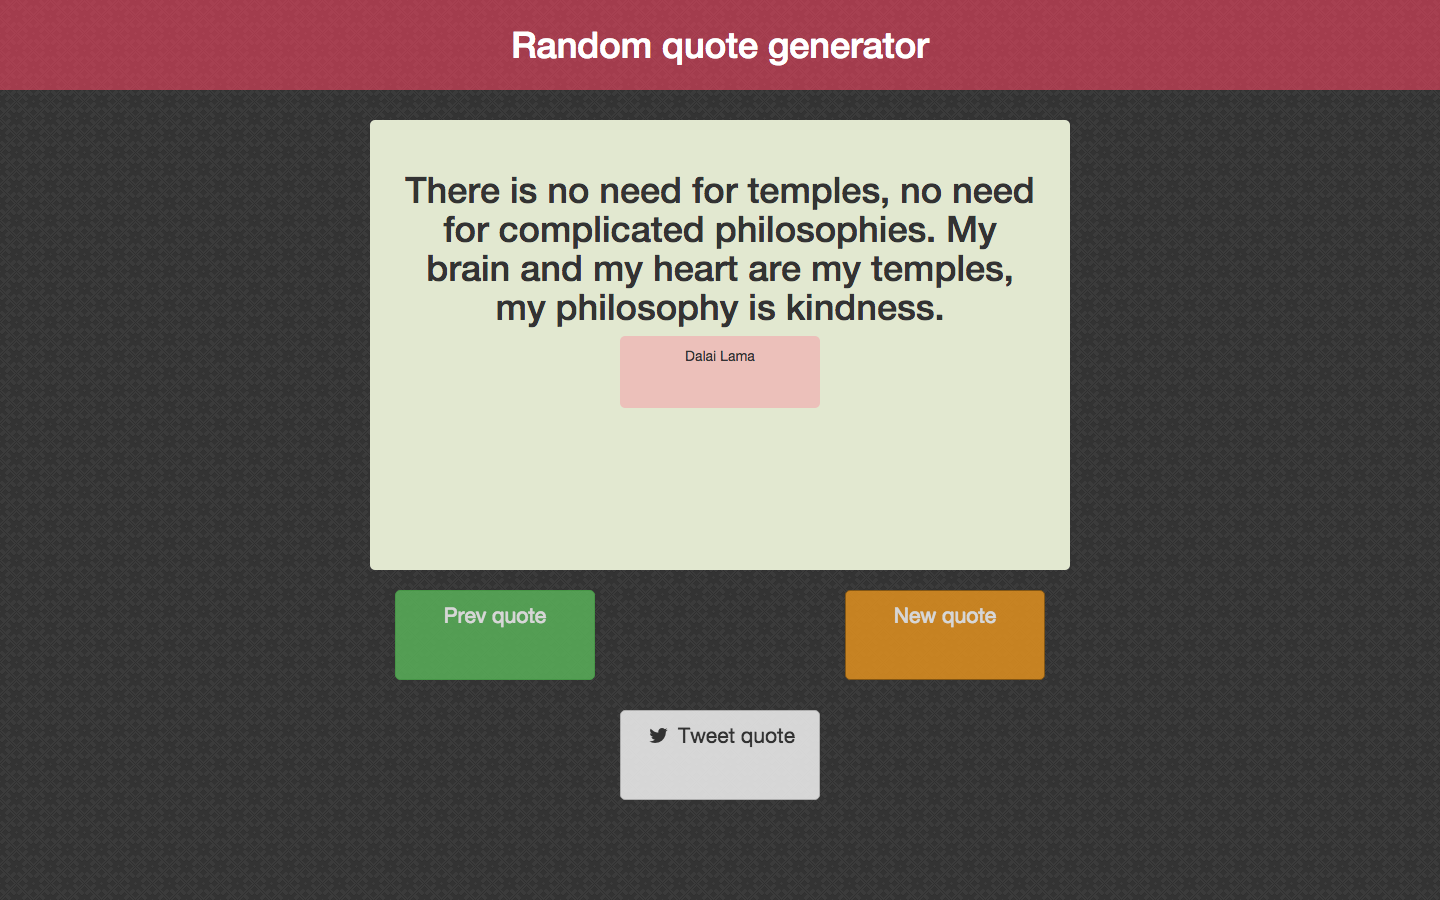 Random quote generator
There is no need for temples, no need
for complicated philosophies. My
brain and my heart are my temples,
my philosophy is kindness.
Dalai Lama
Prev quote
New quote
Tweet quote